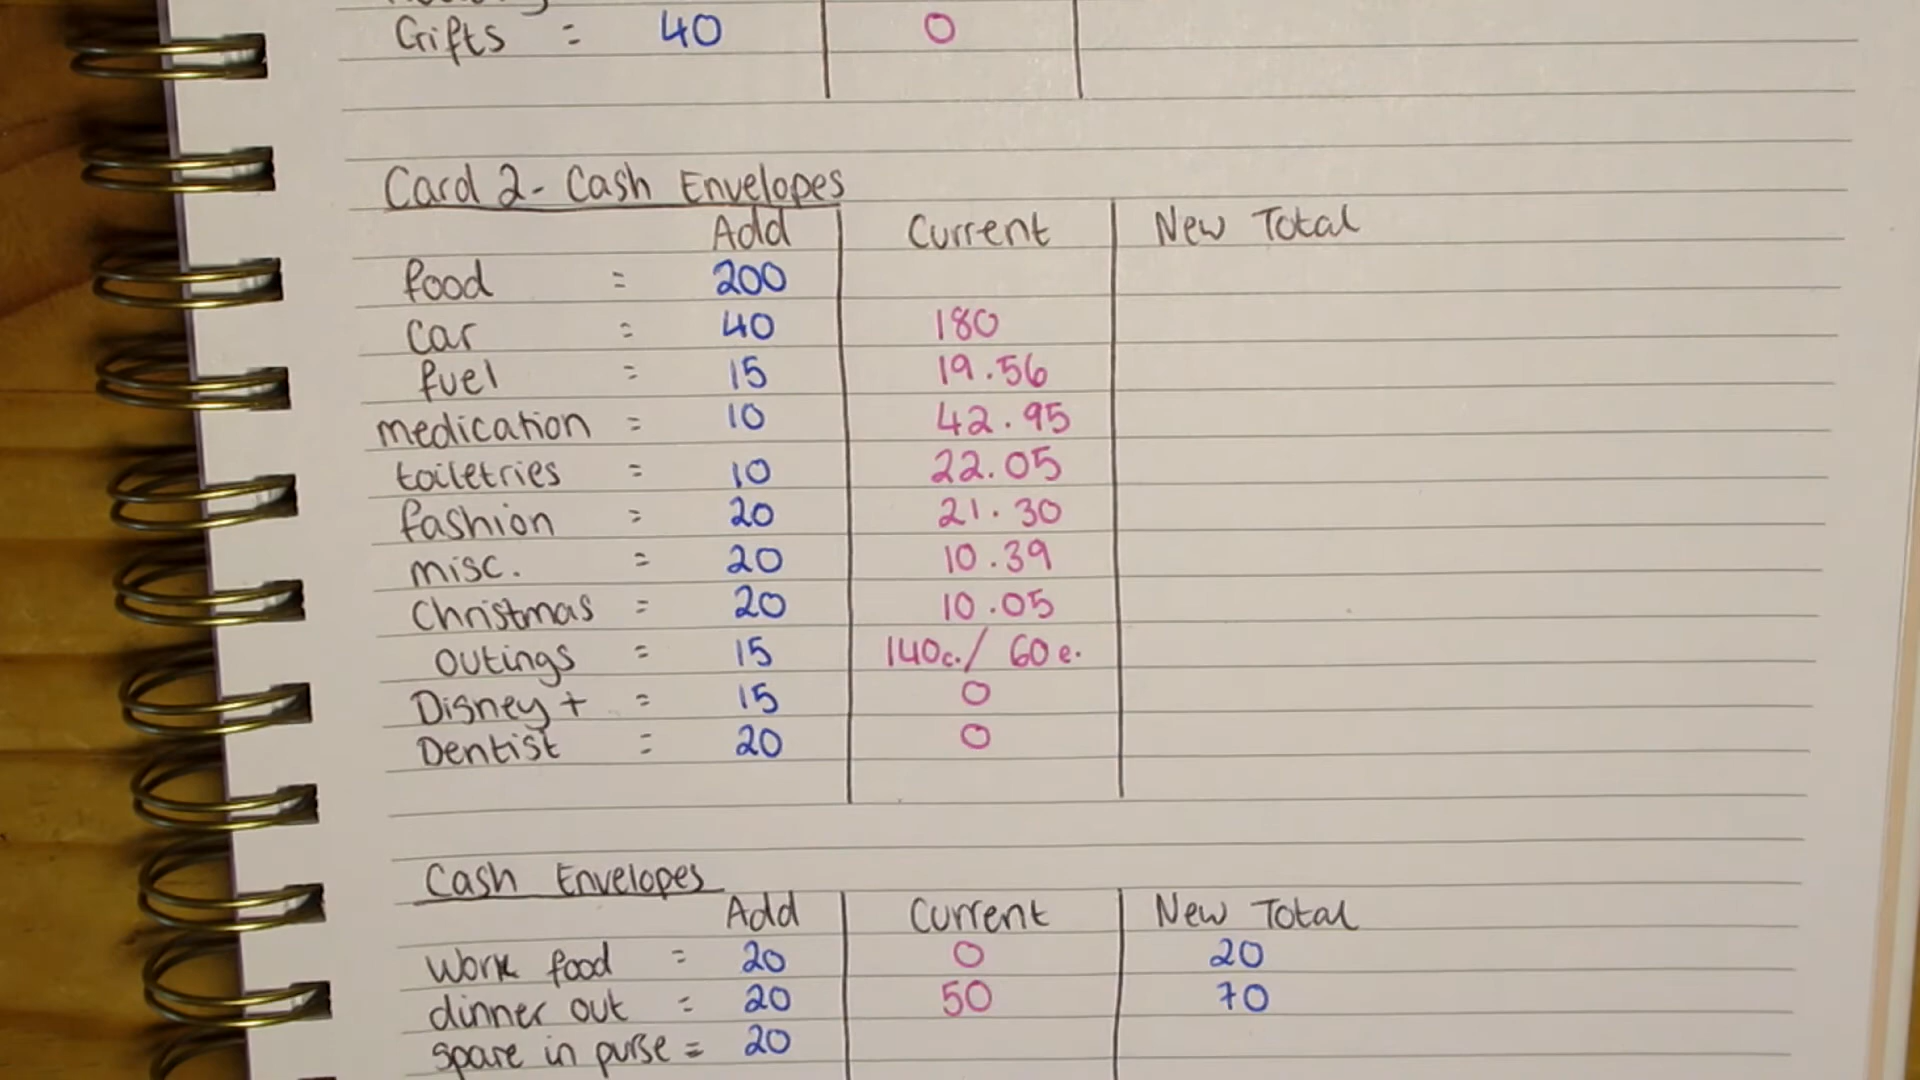 Gifts = 40 0
Card 2 - Cash Envelopes
Add Current New Total
food = 200
Car = 40 180
fuel = 15 19.56
medication = 10 42.95
toiletries = 10 22.05
fashion = 20 21.30
misc. = 20 10.39
Christmas = 20 10.05
outings = 15 140c./ 60e.
Disney+ = 15 0
Dentist = 20 0
Cash Envelopes
Add Current New Total
Work food = 20 0 20
dinner out = 20 50 70
spare in purse = 20